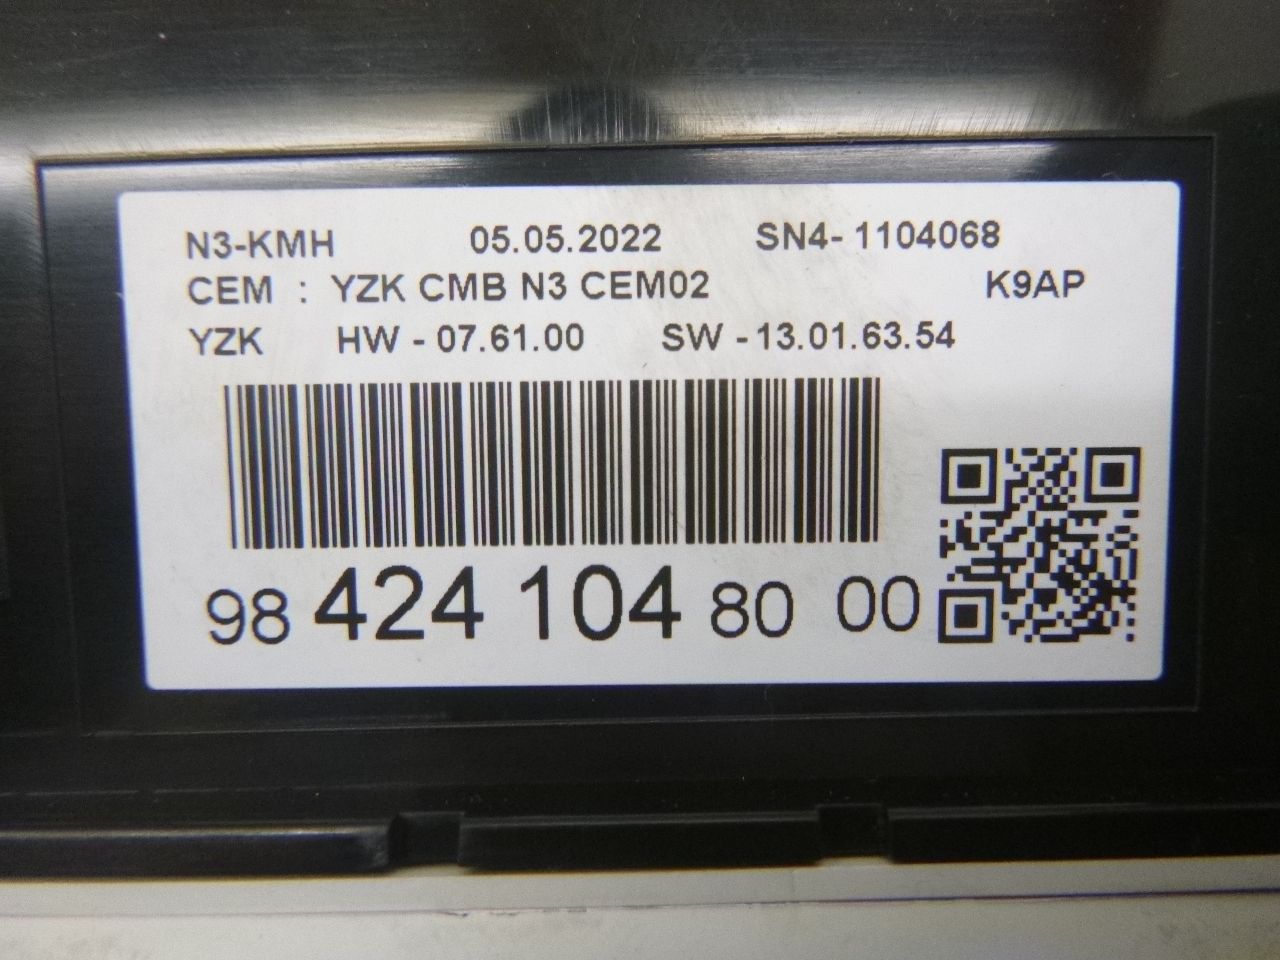 N3-KMH 05.05.2022 SN4- 1104068
CEM : YZK CMB N3 CEM02 K9AP
YZK HW - 07.61.00 SW - 13.01.63.54
98 424 104 80 00